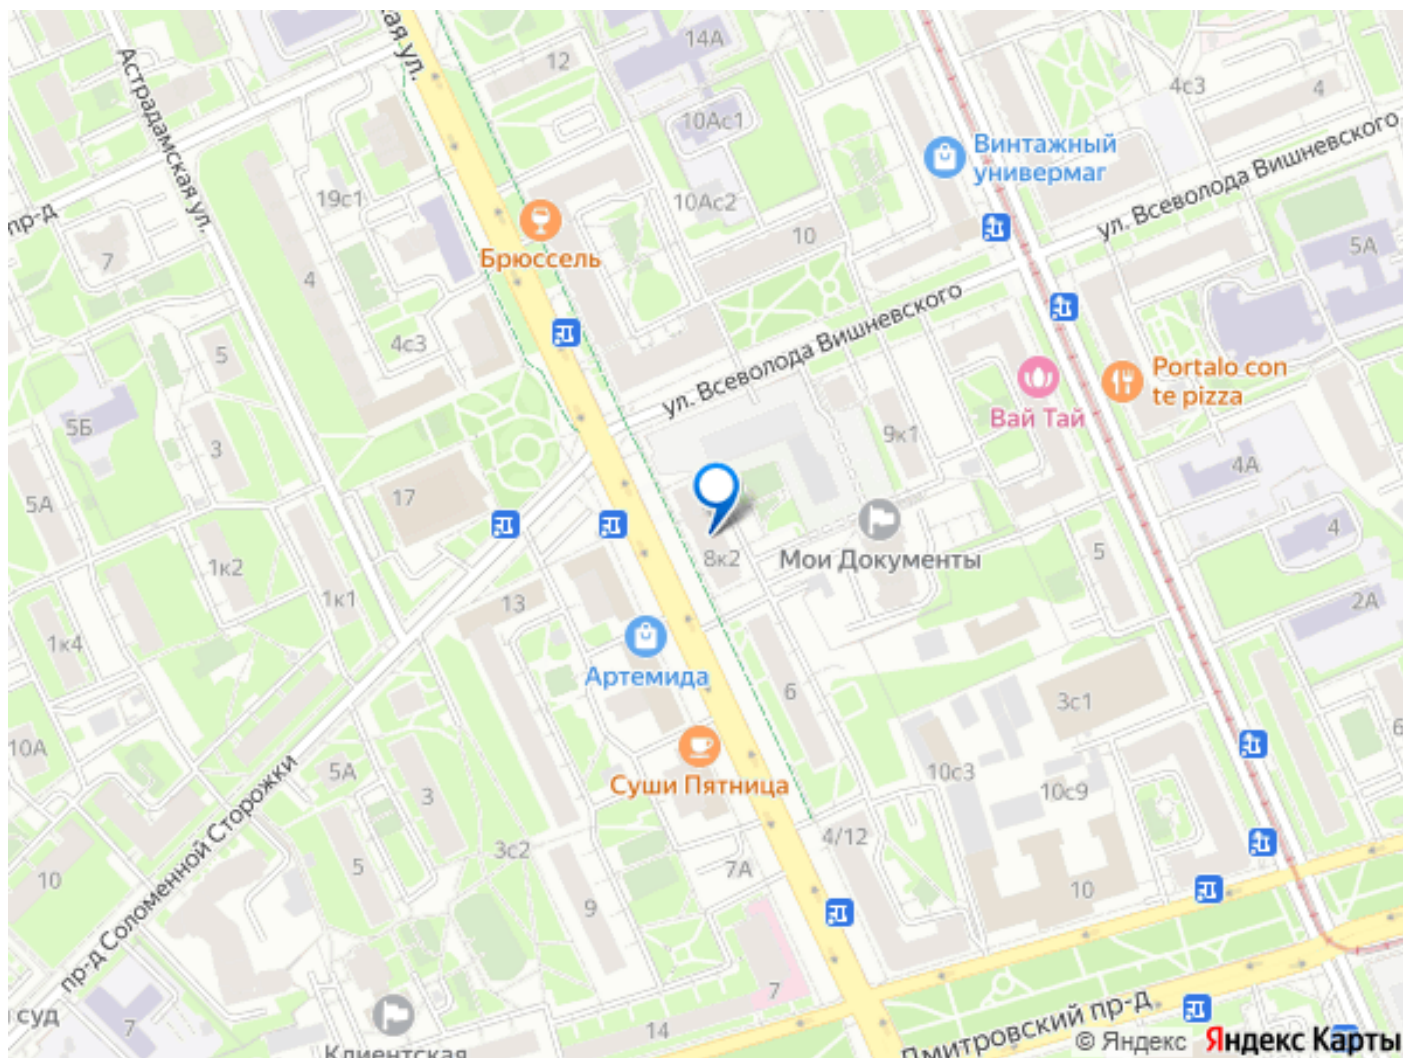 кая ул.
12
14А
10Ас1
4с3
4
Астрадамская ул.
Винтажный
универмаг
ул. Всеволода Вишневского
19с1
10Ас2
10
5А
пр-д
7
Брюссель
4
ул. Всеволода Вишневского
4с3
5
Portalo con
te pizza
Вай Тай
5Б
3
9к1
4А
17
5А
4
8к2
Мои Документы
5
1к2
1к1
13
2А
1к4
Артемида
6
3с1
10А
5А
3
Суши Пятница
10с3
10с9
пр-д Соломенной Сторожки
4/12
3с2
7А
5
10
9
10
7
суд
7
14
Клиентская
Дмитровский пр-д
© Яндекс Яндекс Карты